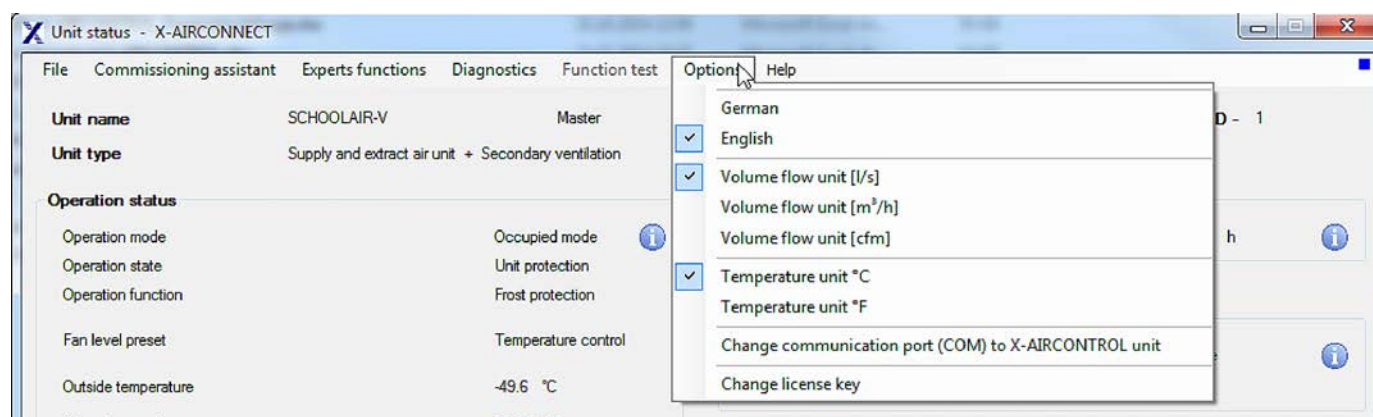 Unit status - X-AIRCONNECT
File Commissioning assistant Experts functions Diagnostics Function test Options Help
Unit name SCHOOLAIR-V Master D - 1
Unit type Supply and extract air unit + Secondary ventilation
Operation status
Operation mode Occupied mode h
Operation state Unit protection
Operation function Frost protection
Fan level preset Temperature control
Outside temperature -49.6 °C
German
English
Volume flow unit [l/s]
Volume flow unit [m³/h]
Volume flow unit [cfm]
Temperature unit °C
Temperature unit °F
Change communication port (COM) to X-AIRCONTROL unit
Change license key